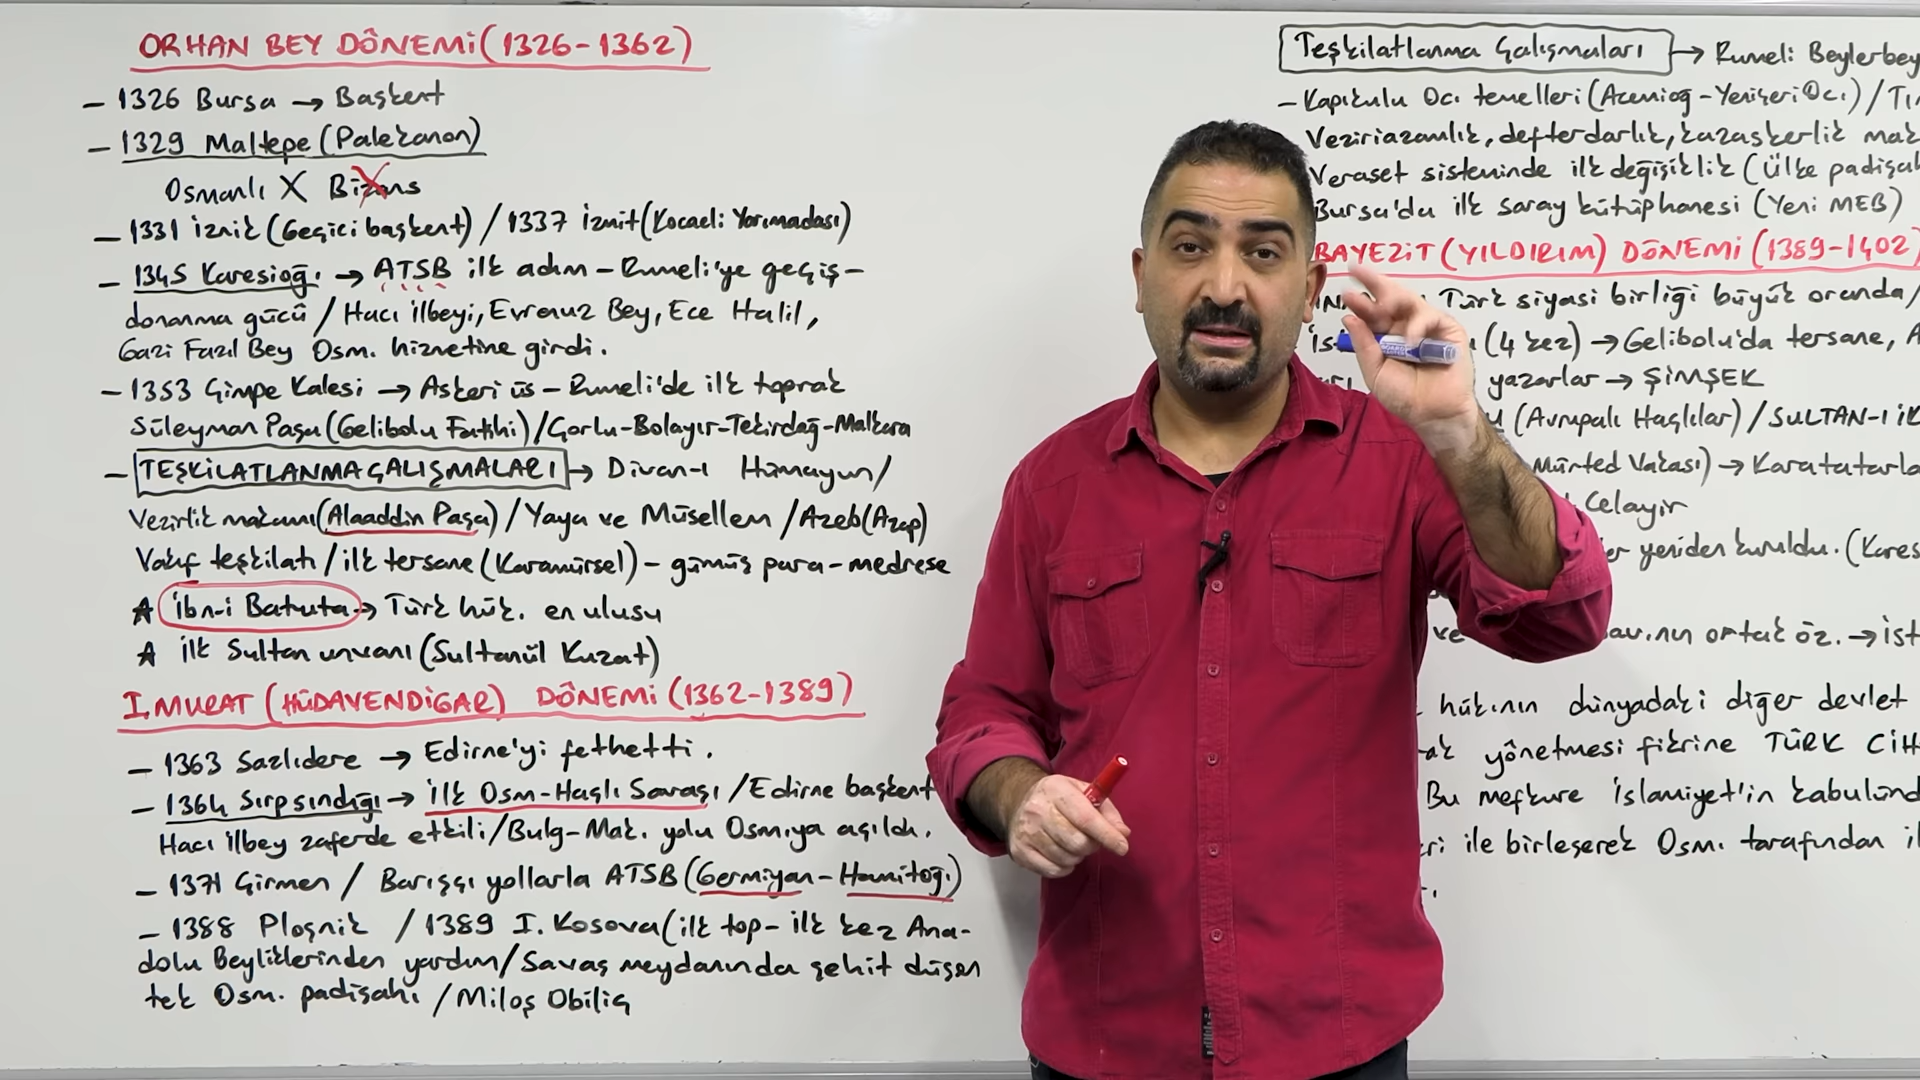 ORHAN BEY DÖNEMİ (1326-1362)
- 1326 Bursa → Başkent
- 1329 Maltepe (Palekanon)
Osmanlı X Bizans
- 1331 İznik (Geçici başkent) / 1337 İzmit (Kocaeli Yarımadası)
- 1345 Karesioğ. → ATSB ilk adım - Rumeli'ye geçiş -
donanma gücü / Hacı İlbeyi, Evrenuz Bey, Ece Halil,
Gazi Fazıl Bey Osm. hizmetine girdi.
- 1353 Çimpe Kalesi → Askeri üs - Rumeli'de ilk toprak
Süleyman Paşa (Gelibolu Fatihi) / Çorlu-Bolayır-Tekirdağ-Malkara
- TEŞKİLATLANMA ÇALIŞMALARI → Divan-ı Hümayun /
Vezirlik makamı (Alaaddin Paşa) / Yaya ve Müsellem / Azeb (Azap)
Vakıf teşkilatı / ilk tersane (Karamürsel) - gümüş para - medrese
★ İbn-i Batuta → Türk hük. en ulusu
★ İlk Sultan unvanı (Sultanül Kuzat)
I. MURAT (HÜDAVENDİGAR) DÖNEMİ (1362-1389)
- 1363 Sazlıdere → Edirne'yi fethetti.
- 1364 Sırpsındığı → İlk Osm-Haçlı Savaşı / Edirne başkent
Hacı İlbey zaferde etkili / Bulg-Mak. yolu Osm.ya açıldı.
- 1371 Çirmen / Barışçı yollarla ATSB (Germiyan - Hamitoğ.)
- 1388 Ploşnik / 1389 I. Kosova (ilk top - ilk kez Ana-
dolu Beyliklerinden yardım / Savaş meydanında şehit düşen
tek Osm. padişahı / Miloş Obiliç
Teşkilatlanma Çalışmaları → Rumeli Beylerbey
- Kapıkulu Ocı temelleri (Acemioğ - Yeniçeri Ocı) /
Veziriazamlık, defterdarlık, kazaskerlik mak
Veraset sisteminde ilk değişiklik (Ülke padişah
Bursa'da ilk saray kütüphanesi (Yeni MEB)
BAYEZİT (YILDIRIM) DÖNEMİ (1389-1402)
Türk siyasi birliği büyük oranda /
(4 kez) → Gelibolu'da tersane,
yazarlar → ŞİMŞEK
(Avrupalı Haçlılar) / SULTAN-I
Mürted Vakası) → Karatatarla
Celayir
yeniden kuruldu. (Kares
ve
ortak öz. → ist
hük.nın dünyadaki diğer devlet
yönetmesi fikrine TÜRK CİH
Bu mefkure İslamiyet'in kabulünd
ile birleşerek Osm. tarafından